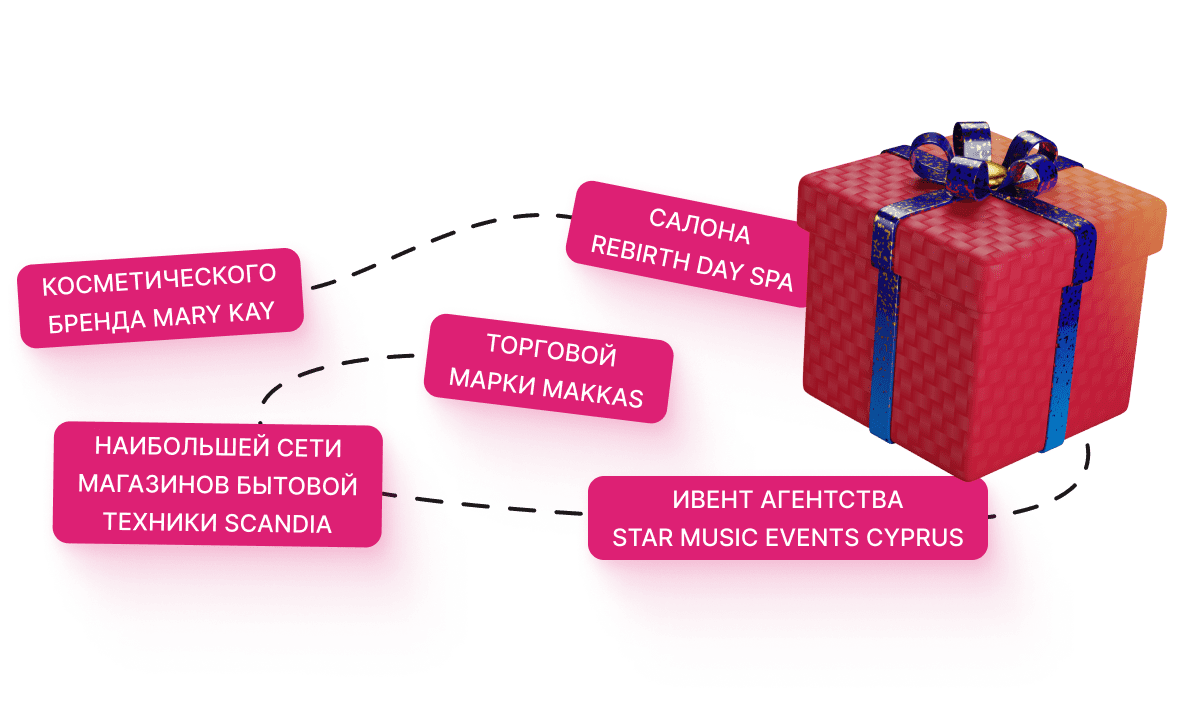 САЛОНА
REBIRTH DAY SPA
КОСМЕТИЧЕСКОГО
БРЕНДА MARY KAY
ТОРГОВОЙ
МАРКИ MAKKAS
НАИБОЛЬШЕЙ СЕТИ
МАГАЗИНОВ БЫТОВОЙ
ТЕХНИКИ SCANDIA
ИВЕНТ АГЕНТСТВА
STAR MUSIC EVENTS CYPRUS